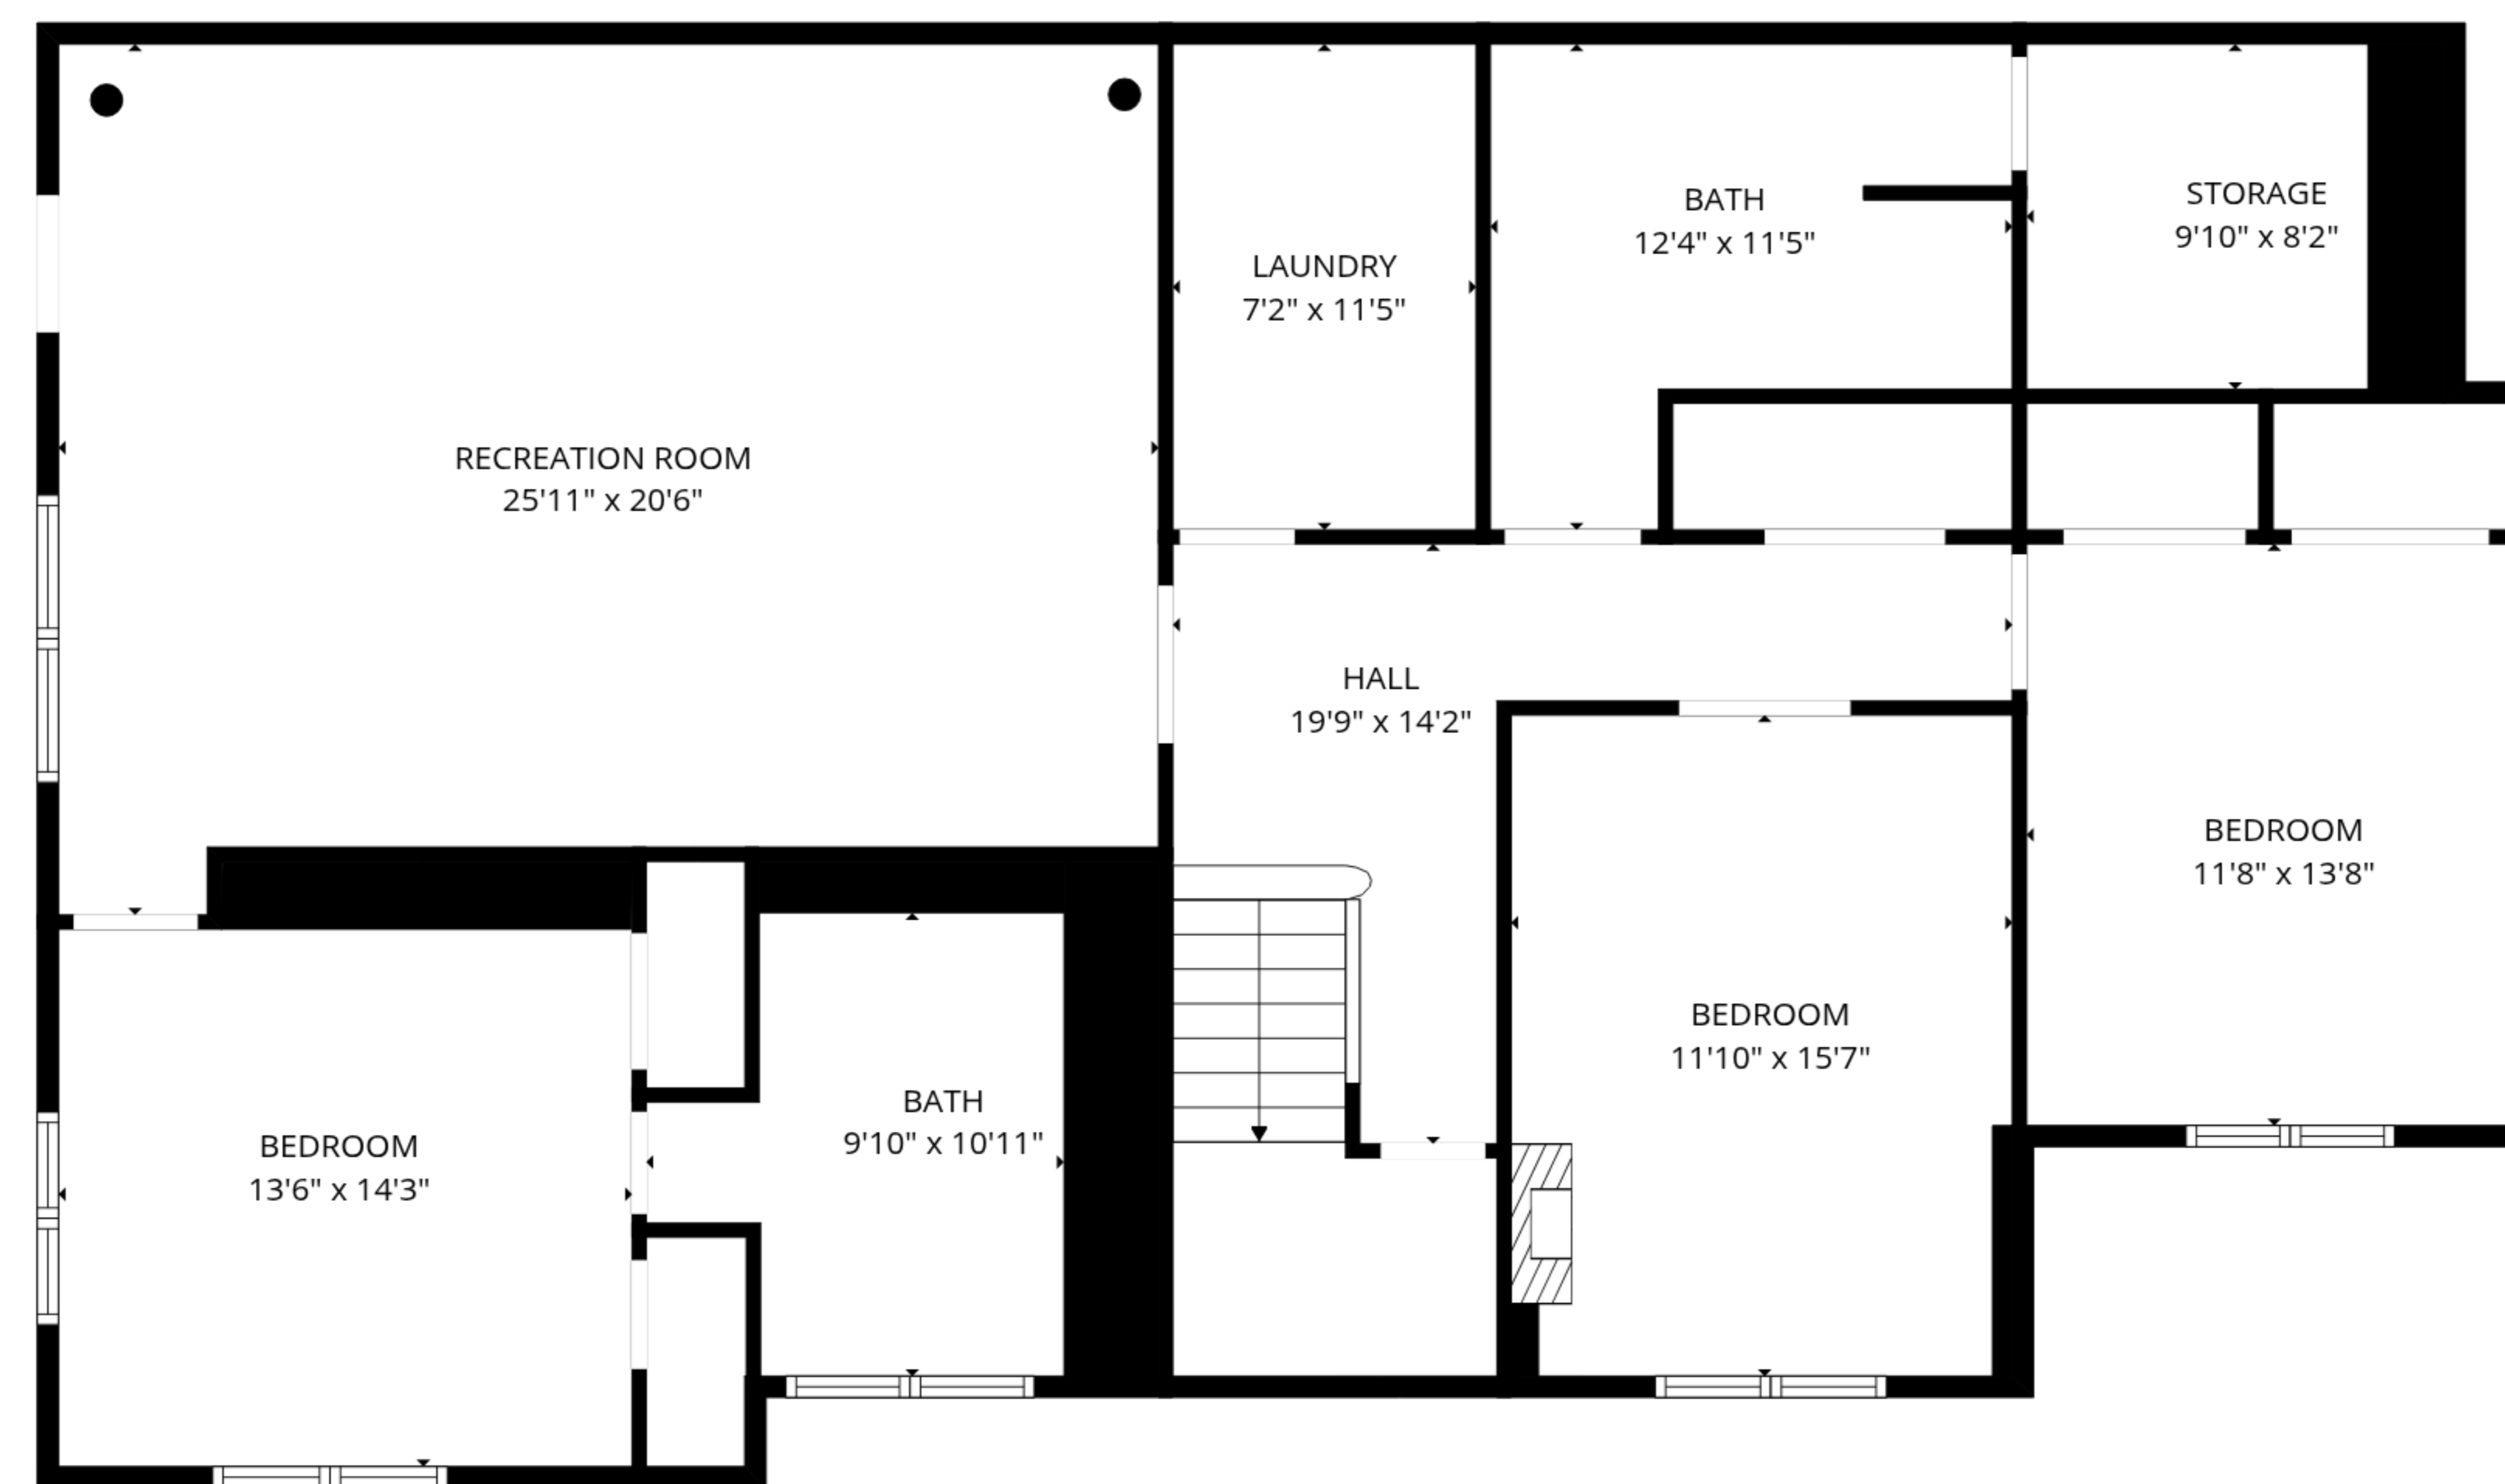 BATH
12'4" x 11'5"
STORAGE
9'10" x 8'2"
LAUNDRY
7'2" x 11'5"
RECREATION ROOM
25'11" x 20'6"
HALL
19'9" x 14'2"
BEDROOM
11'8" x 13'8"
BEDROOM
11'10" x 15'7"
BATH
9'10" x 10'11"
BEDROOM
13'6" x 14'3"